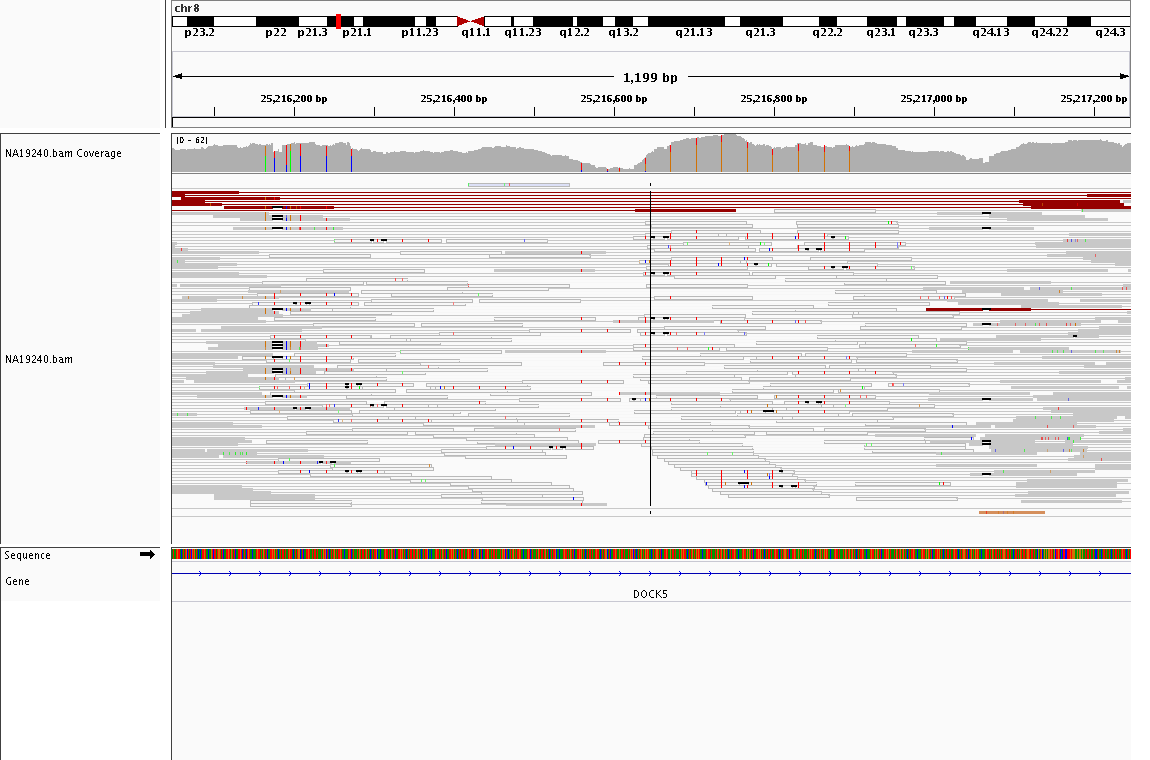 chr8
p23.2 p22 p21.3 p21.1 p11.23 q11.1 q11.23 q12.2 q13.2 q21.13 q21.3 q22.2 q23.1 q23.3 q24.13 q24.22 q24.3
1,199 bp
25,216,200 bp 25,216,400 bp 25,216,600 bp 25,216,800 bp 25,217,000 bp 25,217,200 bp
[0 - 62]
NA19240.bam Coverage
NA19240.bam
Sequence
Gene
DOCK5